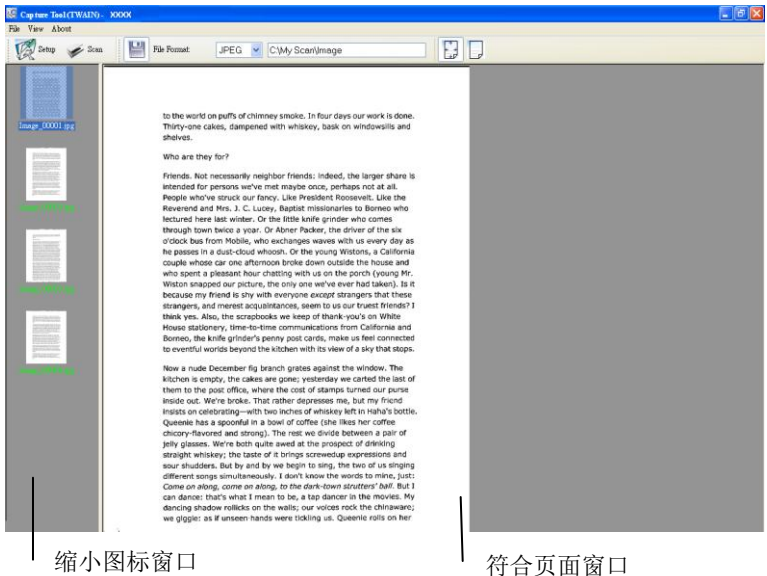 Capture Tool(TWAIN) - XXXX
File View About
Setup Scan File Format: JPEG C:\My Scan\Image
Image_00001.jpg
to the world on puffs of chimney smoke. In four days our work is done.
Thirty-one cakes, dampened with whiskey, bask on windowsills and
shelves.
Who are they for?
Friends. Not necessarily neighbor friends: indeed, the larger share is
intended for persons we've met maybe once, perhaps not at all.
People who've struck our fancy. Like President Roosevelt. Like the
Reverend and Mrs. J. C. Lucey, Baptist missionaries to Borneo who
lectured here last winter. Or the little knife grinder who comes
through town twice a year. Or Abner Packer, the driver of the six
o'clock bus from Mobile, who exchanges waves with us every day as
he passes in a dust-cloud whoosh. Or the young Wistons, a California
couple whose car one afternoon broke down outside the house and
who spent a pleasant hour chatting with us on the porch (young Mr.
Wiston snapped our picture, the only one we've ever had taken). Is it
because my friend is shy with everyone except strangers that these
strangers, and merest acquaintances, seem to us our truest friends? I
think yes. Also, the scrapbooks we keep of thank-you's on White
House stationery, time-to-time communications from California and
Borneo, the knife grinder's penny post cards, make us feel connected
to eventful worlds beyond the kitchen with its view of a sky that stops.
Now a nude December fig branch grates against the window. The
kitchen is empty, the cakes are gone; yesterday we carted the last of
them to the post office, where the cost of stamps turned our purse
inside out. We're broke. That rather depresses me, but my friend
insists on celebrating—with two inches of whiskey left in Haha's bottle.
Queenie has a spoonful in a bowl of coffee (she likes her coffee
chicory-flavored and strong). The rest we divide between a pair of
jelly glasses. We're both quite awed at the prospect of drinking
straight whiskey; the taste of it brings screwedup expressions and
sour shudders. But by and by we begin to sing, the two of us singing
different songs simultaneously. I don't know the words to mine, just:
Come on along, come on along, to the dark-town strutters' ball. But I
can dance: that's what I mean to be, a tap dancer in the movies. My
dancing shadow rollicks on the walls; our voices rock the chinaware;
we giggle: as if unseen hands were tickling us. Queenie rolls on her
缩小图标窗口
符合页面窗口